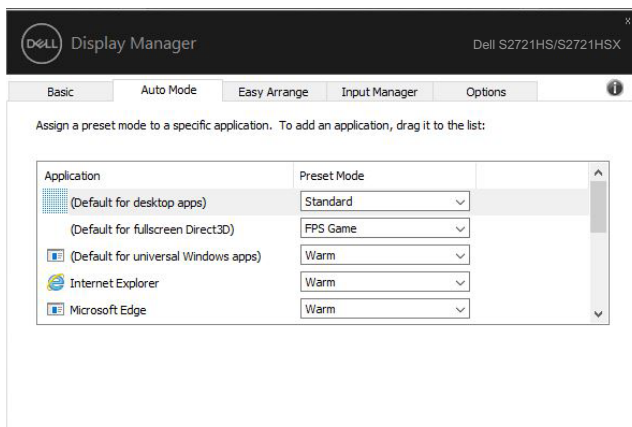 DELL Display Manager
Dell S2721HS/S2721HSX
x
Basic Auto Mode Easy Arrange Input Manager Options i
Assign a preset mode to a specific application. To add an application, drag it to the list:
Application Preset Mode
(Default for desktop apps) Standard
(Default for fullscreen Direct3D) FPS Game
(Default for universal Windows apps) Warm
Internet Explorer Warm
Microsoft Edge Warm